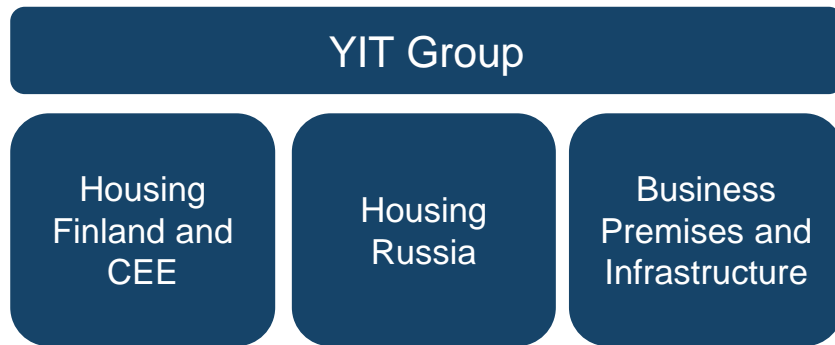 YIT Group
Housing
Finland and
CEE
Housing
Russia
Business
Premises and
Infrastructure